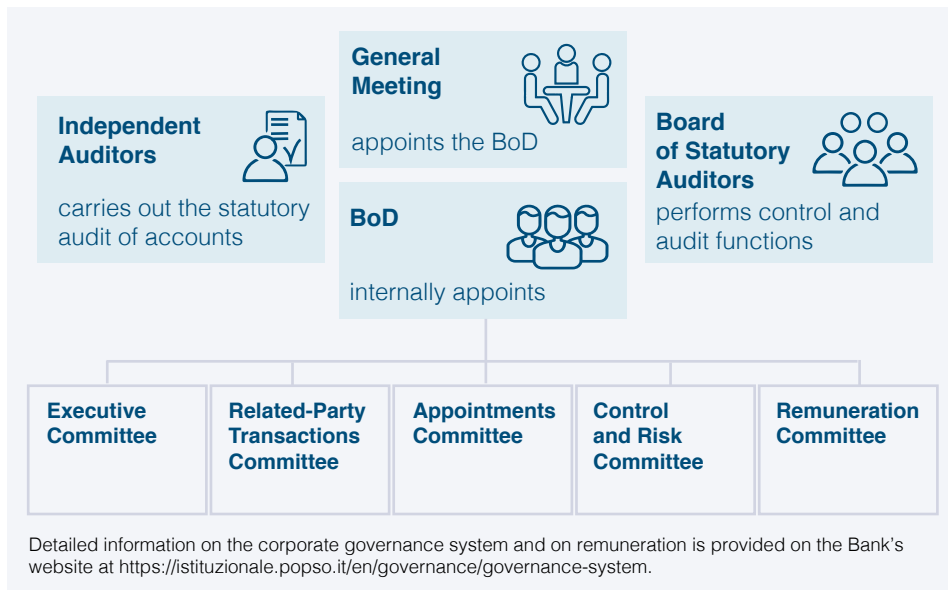 General
Meeting
appoints the BoD
Independent
Auditors
carries out the statutory
audit of accounts
Board
of Statutory
Auditors
performs control and
audit functions
BoD
internally appoints
Executive
Committee
Related-Party
Transactions
Committee
Appointments
Committee
Control
and Risk
Committee
Remuneration
Committee
Detailed information on the corporate governance system and on remuneration is provided on the Bank's
website at https://istituzionale.popso.it/en/governance/governance-system.